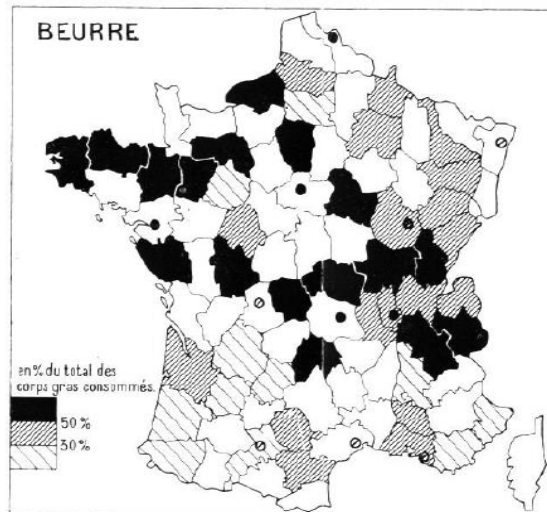 BEURRE
en % du total des
corps gras consommés.
50 %
30 %